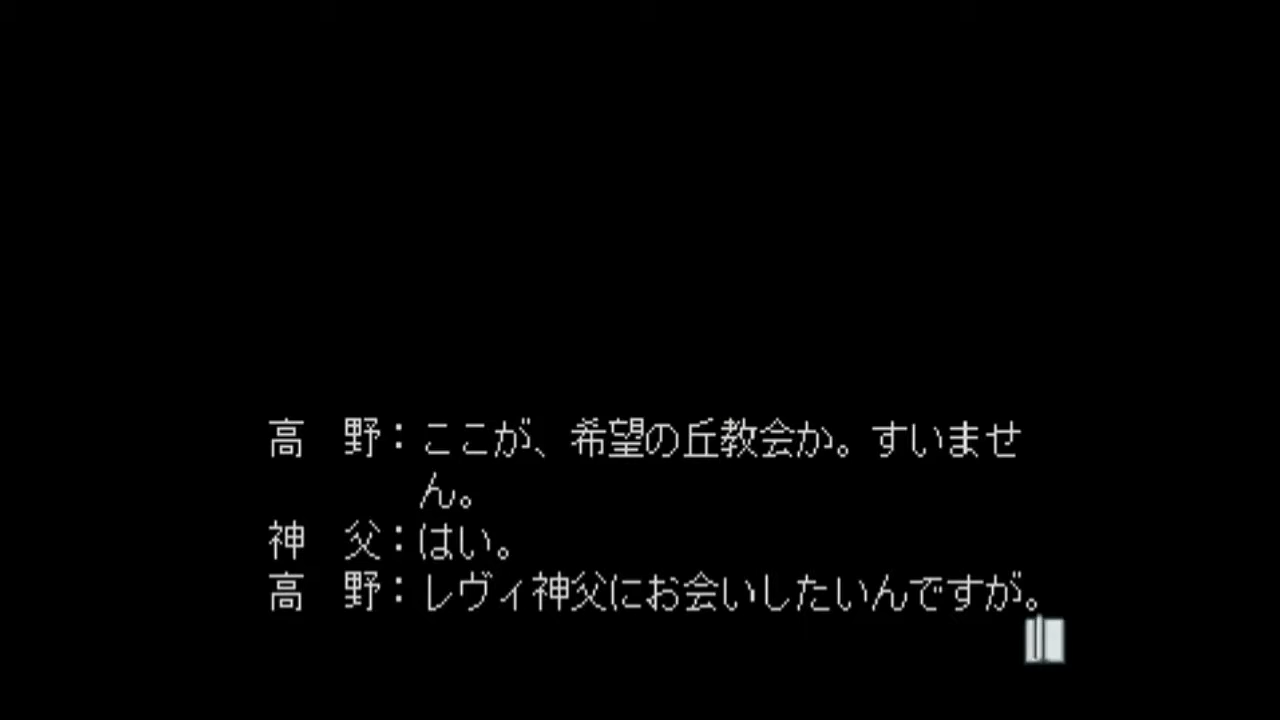 高　野：ここが、希望の丘教会か。すいませ
ん。
神　父：はい。
高　野：レヴィ神父にお会いしたいんですが。